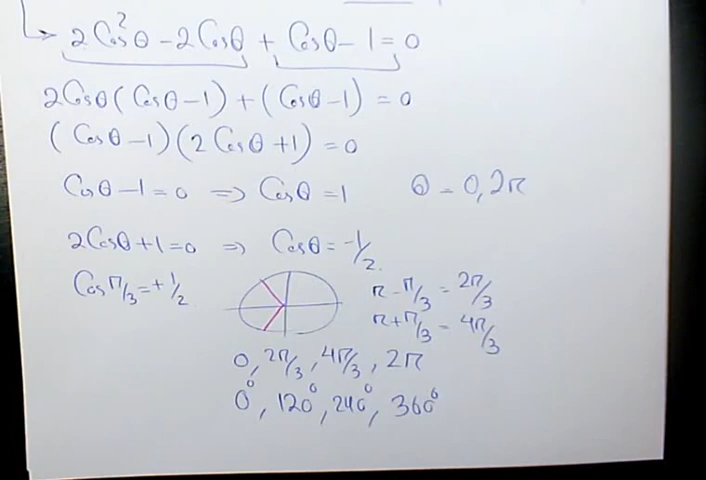 2Cos²θ - 2Cosθ + Cosθ - 1 = 0
2Cosθ(Cosθ - 1) + (Cosθ - 1) = 0
(Cosθ - 1)(2Cosθ + 1) = 0
Cosθ - 1 = 0 ⇒ Cosθ = 1 θ = 0, 2π
2Cosθ + 1 = 0 ⇒ Cosθ = -1/2.
Cos π/3 = + 1/2
π - π/3 = 2π/3
π + π/3 = 4π/3
0, 2π/3, 4π/3, 2π
0°, 120°, 240°, 360°